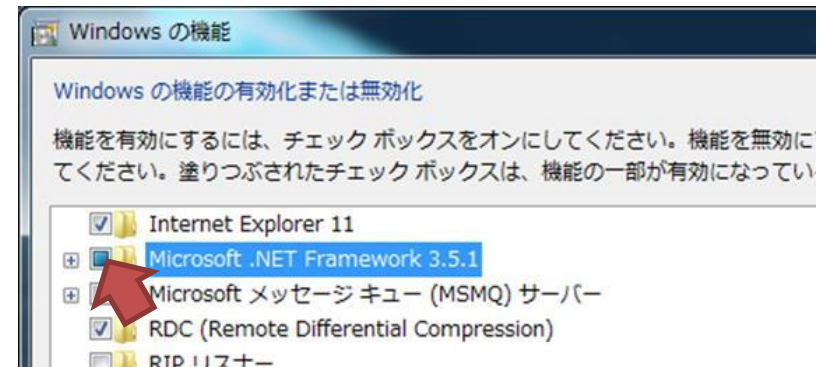 Windows の機能
Windows の機能の有効化または無効化
機能を有効にするには、チェック ボックスをオンにしてください。機能を無効に
てください。塗りつぶされたチェック ボックスは、機能の一部が有効になってい
Internet Explorer 11
Microsoft .NET Framework 3.5.1
Microsoft メッセージ キュー (MSMQ) サーバー
RDC (Remote Differential Compression)
RIP リスナー